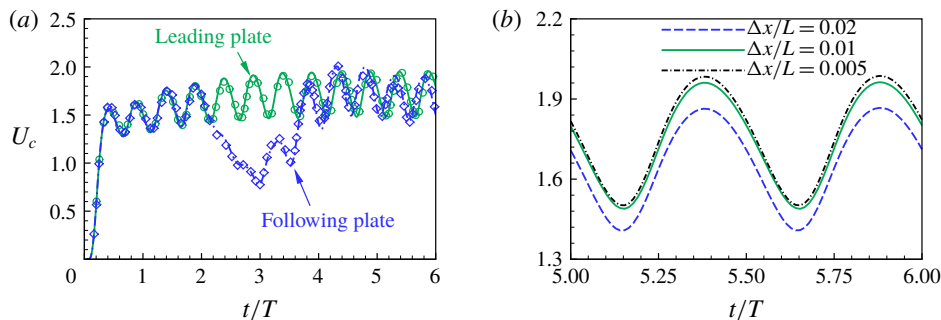 (a)
2.5
2.0
1.5
1.0
0.5
0
U_c
Leading plate
Following plate
0 1 2 3 4 5 6
t/T
(b)
2.2
1.9
1.6
1.3
Δx/L = 0.02
Δx/L = 0.01
Δx/L = 0.005
5.00 5.25 5.50 5.75 6.00
t/T